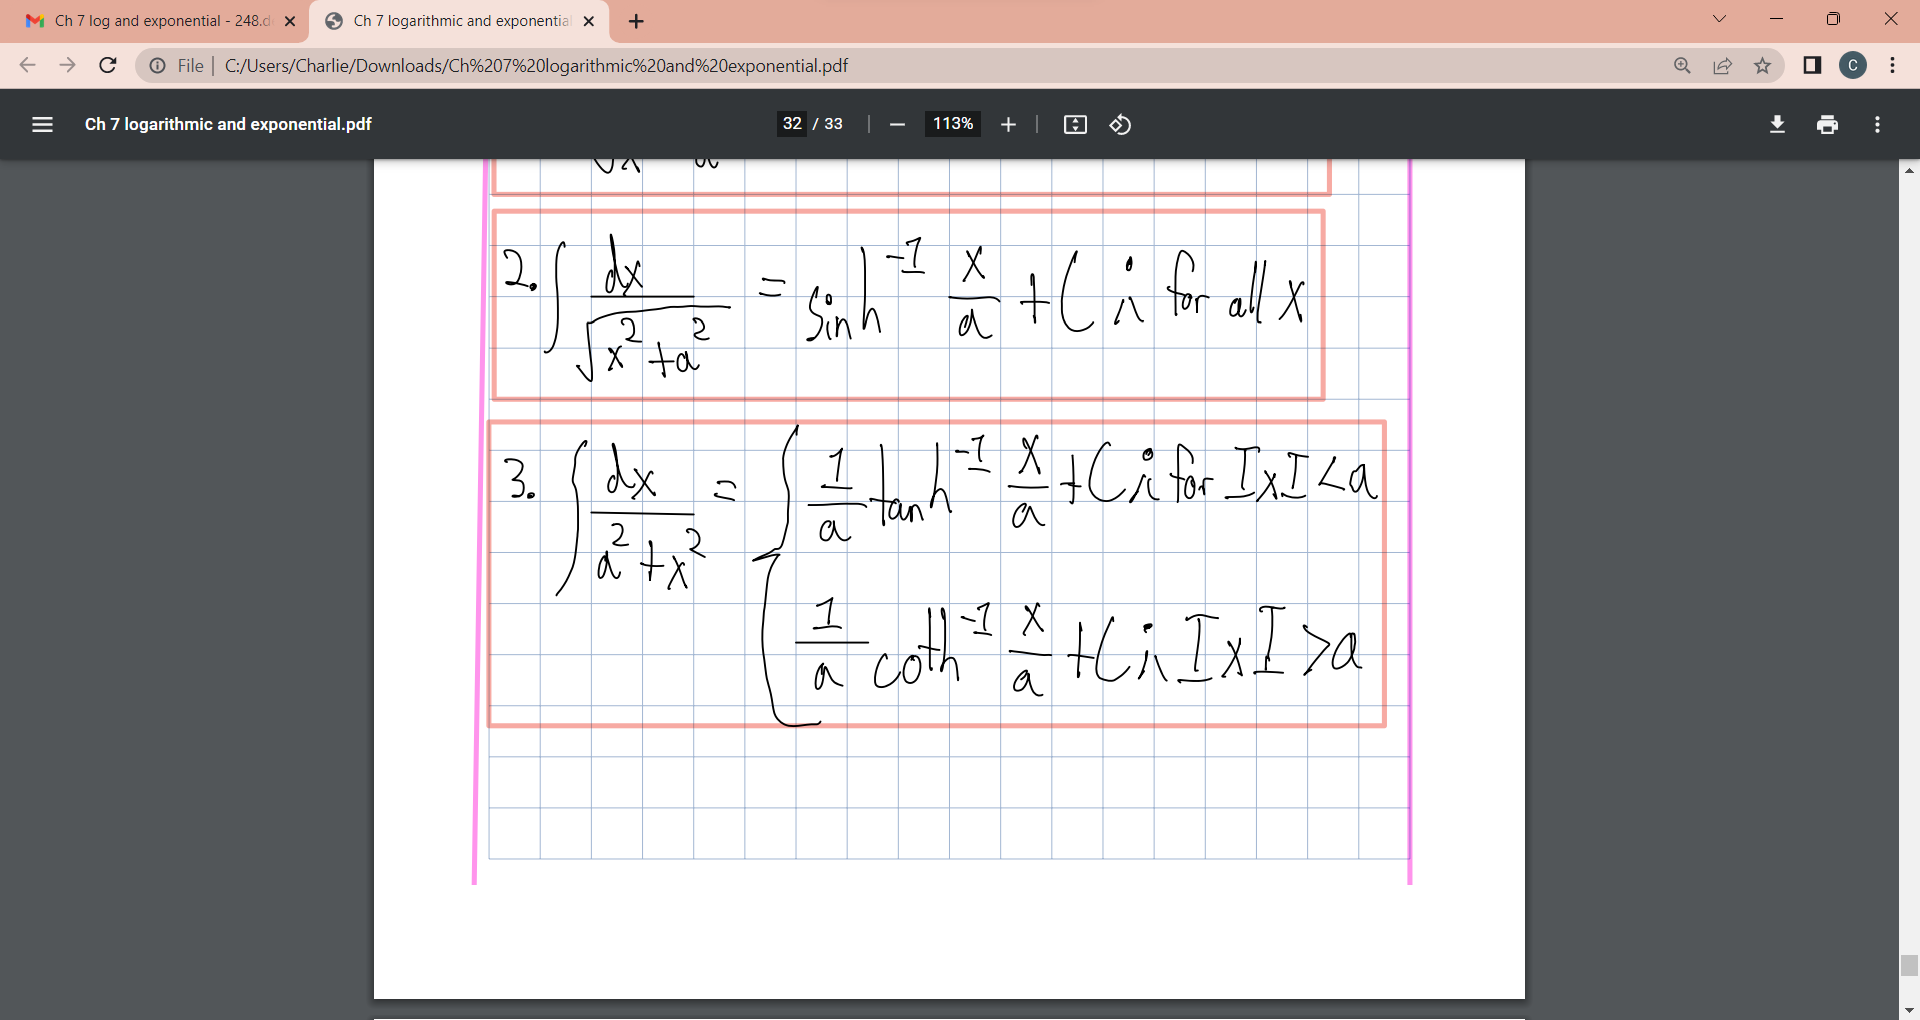 Ch 7 log and exponential - 248.d
Ch 7 logarithmic and exponentia
File | C:/Users/Charlie/Downloads/Ch%207%20logarithmic%20and%20exponential.pdf
C
Ch 7 logarithmic and exponential.pdf
32 / 33 | − 113% +
2. ∫ dx / √(x² + a²) = sinh⁻¹ x/a + C ; for all x
3. ∫ dx / (a² + x²) = { 1/a tanh⁻¹ x/a + C ; for IxI < a
1/a coth⁻¹ x/a + C ; IxI > a